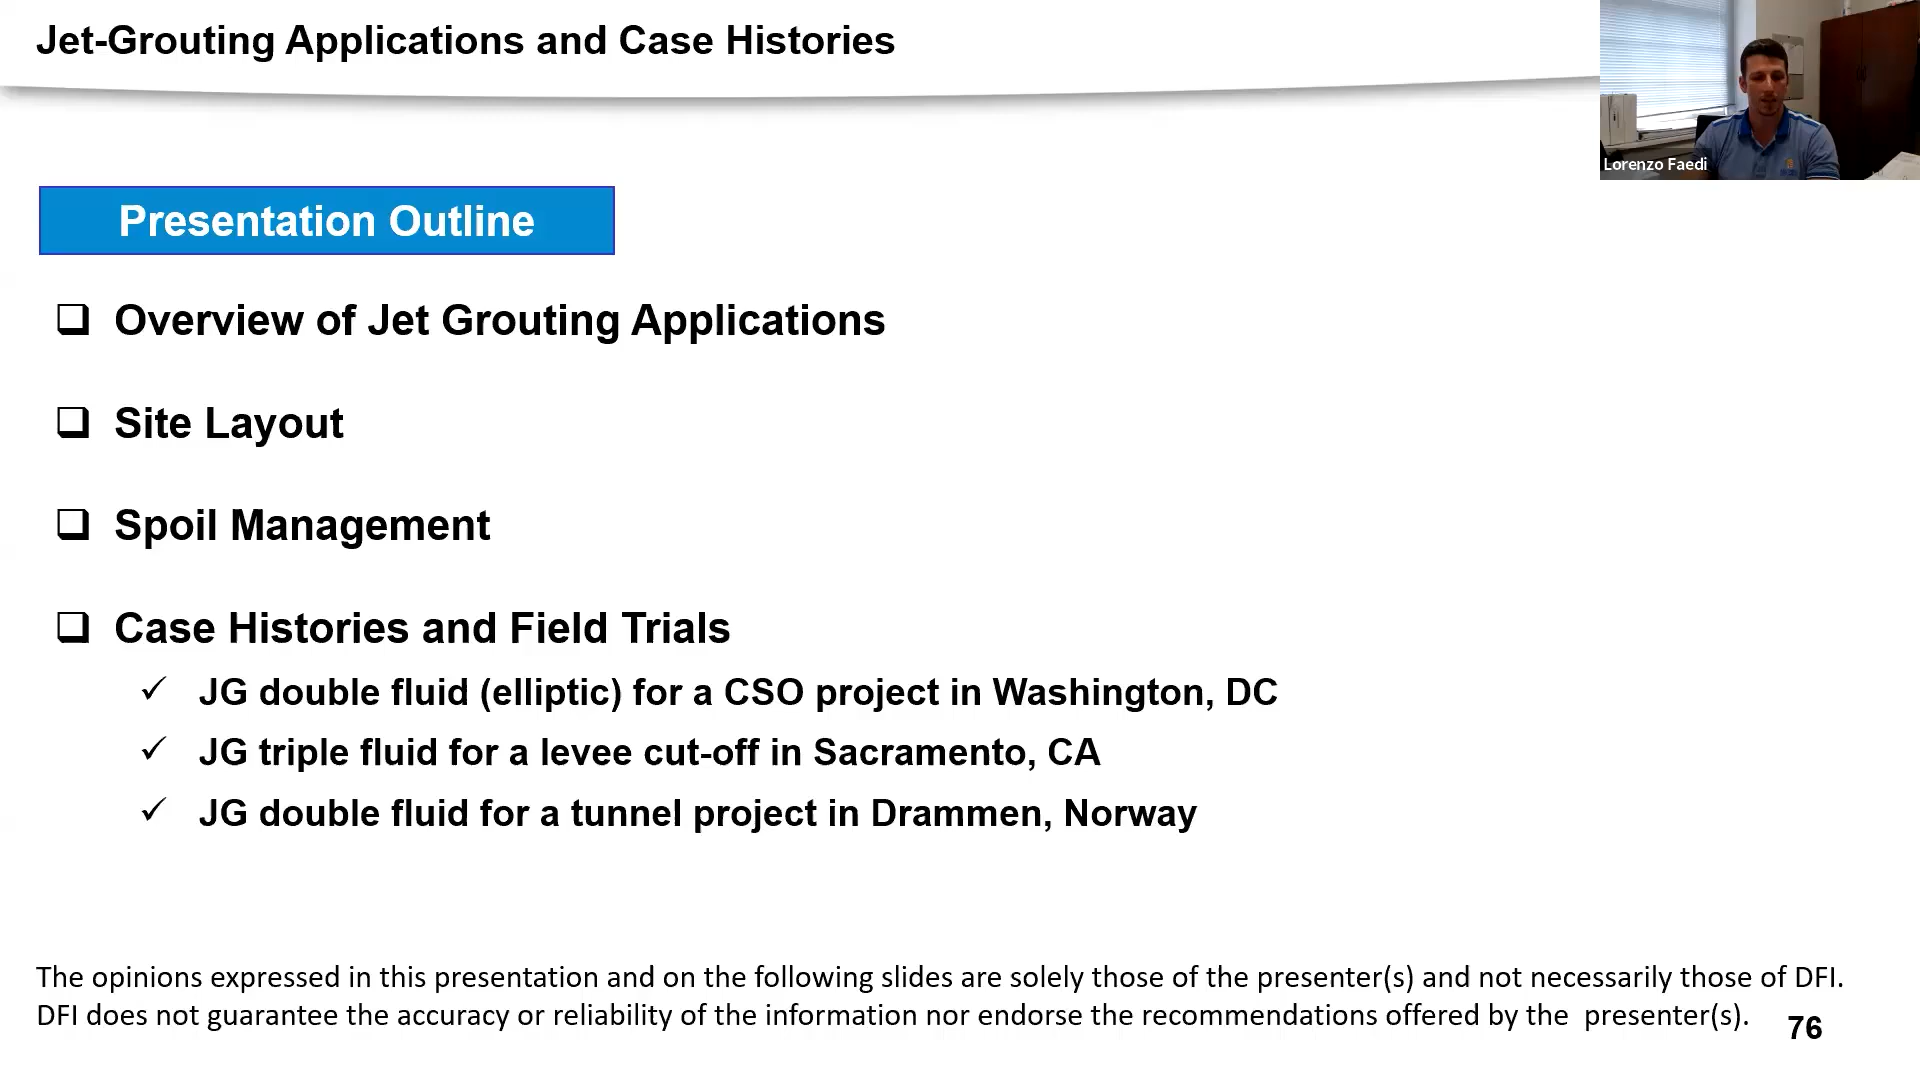 Jet-Grouting Applications and Case Histories
Lorenzo Faedi
Presentation Outline
Overview of Jet Grouting Applications
Site Layout
Spoil Management
Case Histories and Field Trials
JG double fluid (elliptic) for a CSO project in Washington, DC
JG triple fluid for a levee cut-off in Sacramento, CA
JG double fluid for a tunnel project in Drammen, Norway
The opinions expressed in this presentation and on the following slides are solely those of the presenter(s) and not necessarily those of DFI.
DFI does not guarantee the accuracy or reliability of the information nor endorse the recommendations offered by the presenter(s).
76